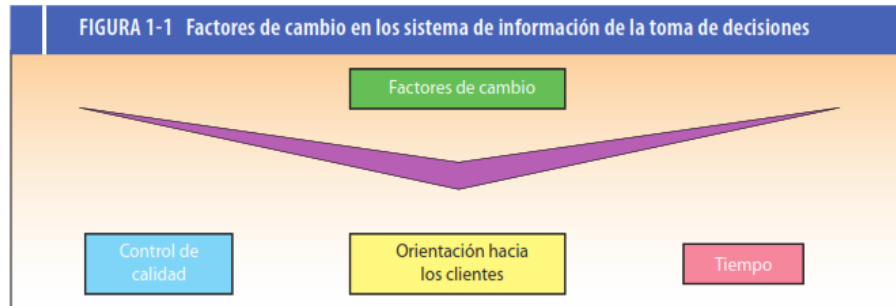 FIGURA 1-1 Factores de cambio en los sistema de información de la toma de decisiones
Factores de cambio
Control de
calidad
Orientación hacia
los clientes
Tiempo